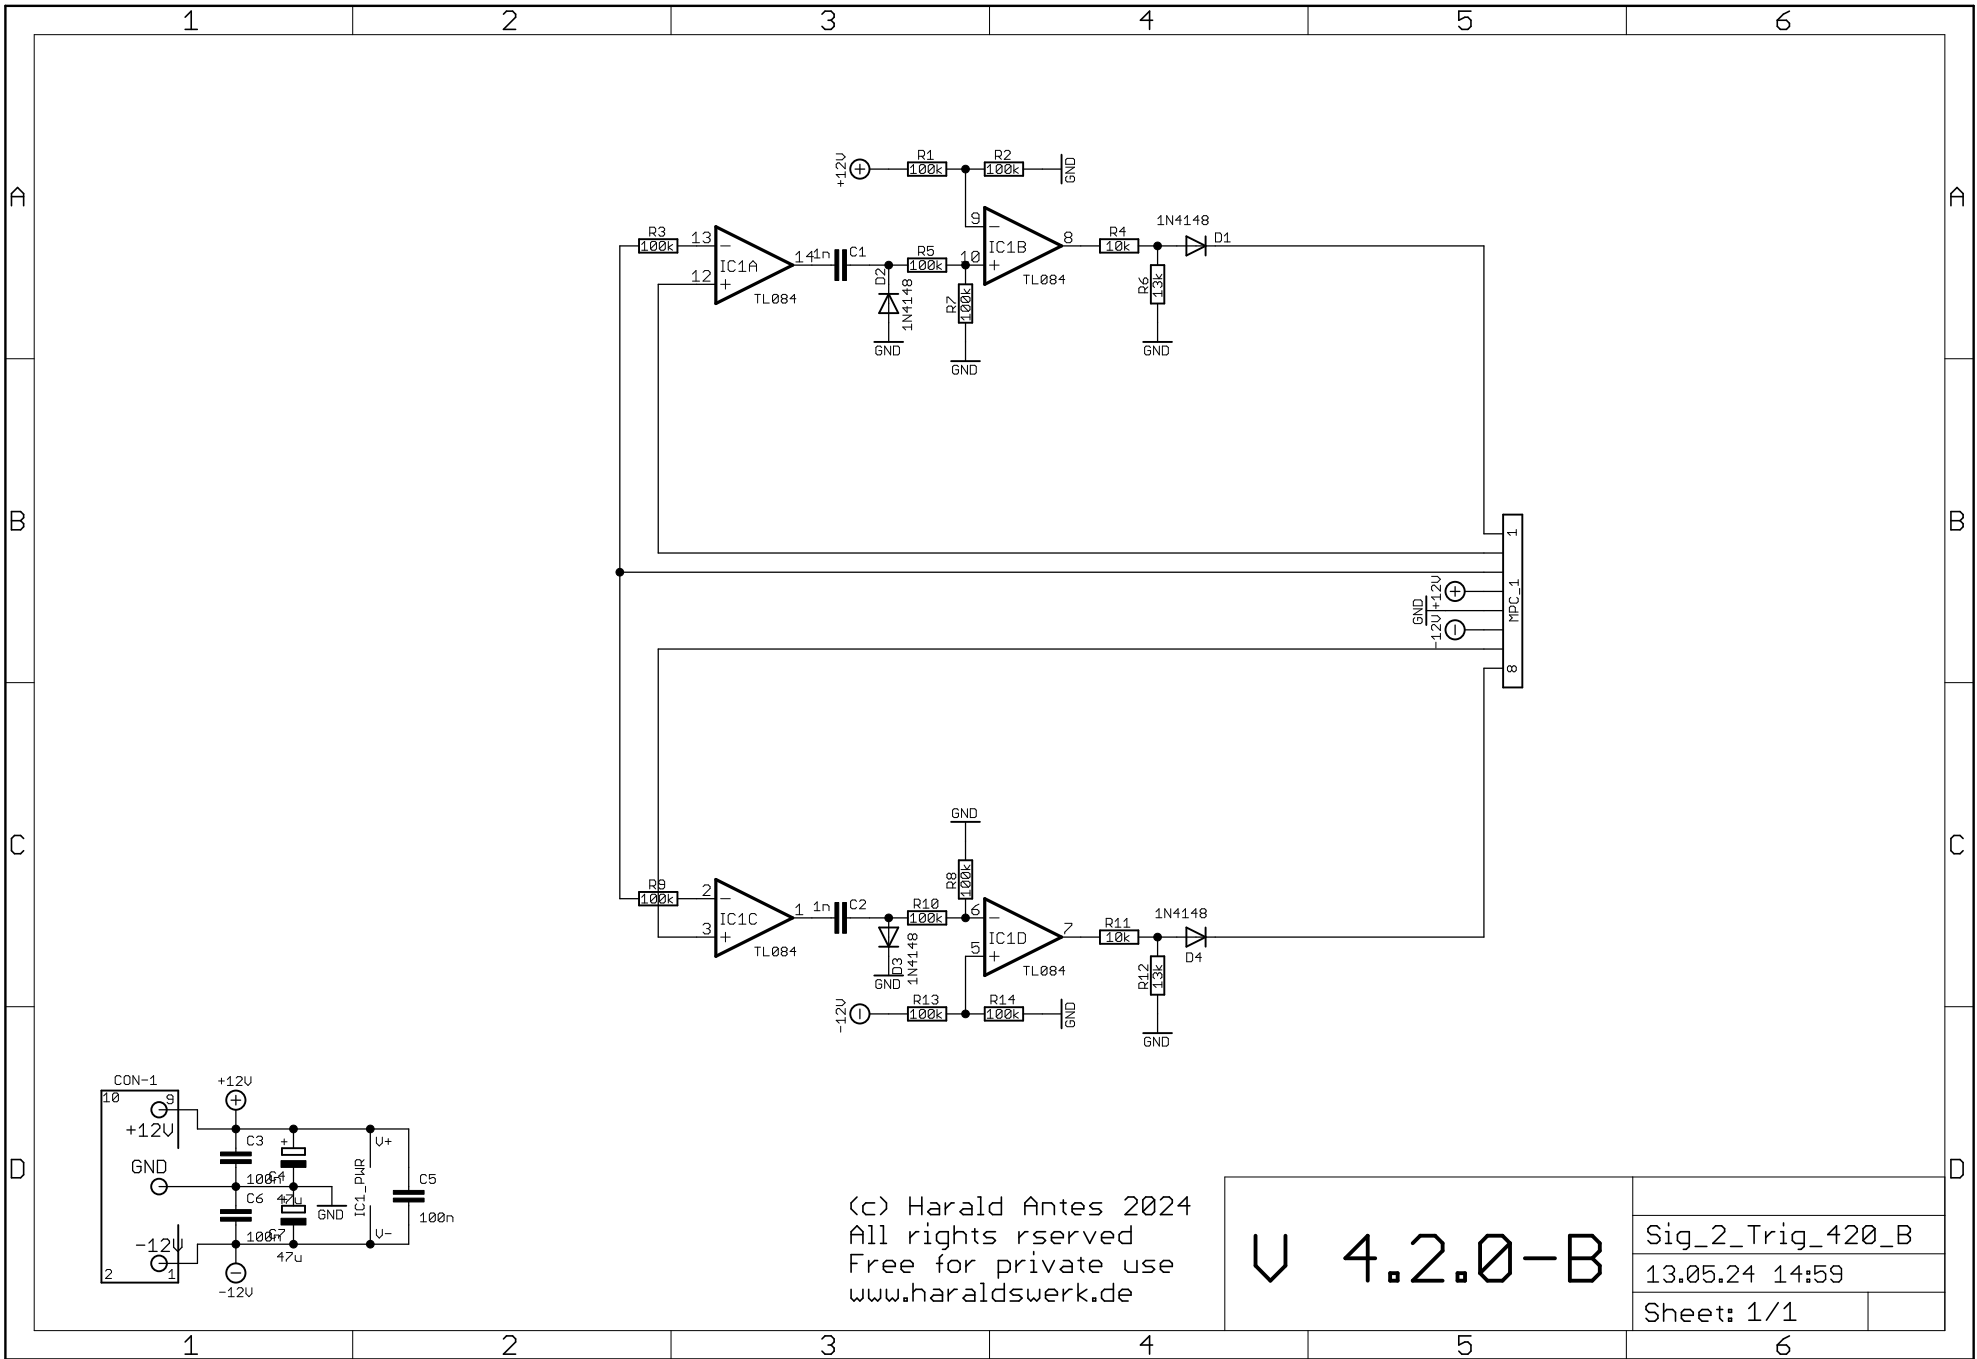 1 2 3 4 5 6
A A
B B
C C
D D
+12V
R1
100k
R2
100k
GND
R3
100k
13
12
IC1A
TL084
14
1n
C1
D2
1N4148
GND
R5
100k
R7
100k
GND
9
10
IC1B
TL084
8
R4
10k
R6
13k
GND
1N4148
D1
1
MPC_1
8
+12V
GND
-12V
R9
100k
2
3
IC1C
TL084
1
1n
C2
D3
1N4148
GND
GND
R8
100k
R10
100k
6
5
IC1D
TL084
7
-12V
R13
100k
R14
100k
GND
R11
10k
R12
13k
GND
1N4148
D4
CON-1
10
9
+12V
GND
-12V
2
1
+12V
C3
100n
+
C4
47u
C6
100n
+
C7
47u
GND
-12V
V+
IC1_PWR
V-
C5
100n
(c) Harald Antes 2024
All rights rserved
Free for private use
www.haraldswerk.de
V 4.2.0-B
Sig_2_Trig_420_B
13.05.24 14:59
Sheet: 1/1
1 2 3 4 5 6